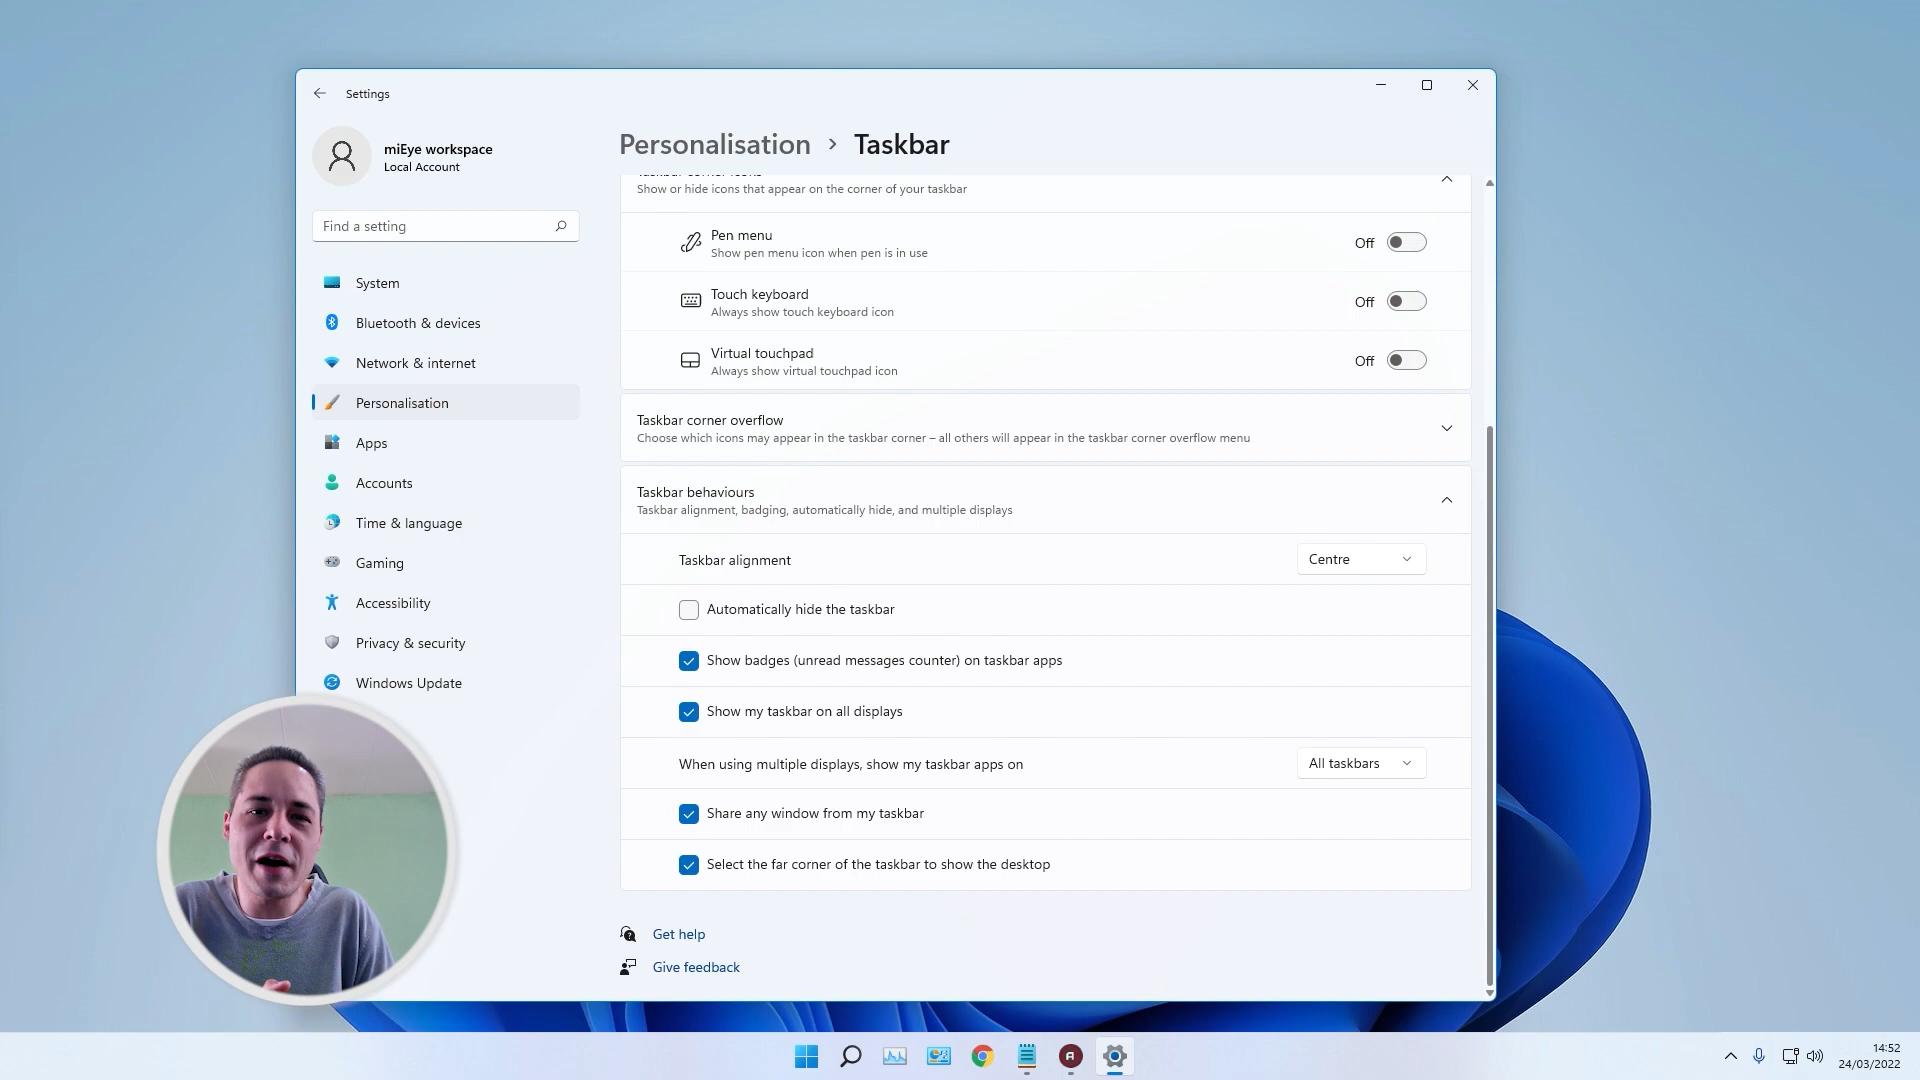 Settings
miEye workspace
Local Account
Find a setting
System
Bluetooth & devices
Network & internet
Personalisation
Apps
Accounts
Time & language
Gaming
Accessibility
Privacy & security
Windows Update
Personalisation > Taskbar
Show or hide icons that appear on the corner of your taskbar
Pen menu
Show pen menu icon when pen is in use
Off
Touch keyboard
Always show touch keyboard icon
Off
Virtual touchpad
Always show virtual touchpad icon
Off
Taskbar corner overflow
Choose which icons may appear in the taskbar corner – all others will appear in the taskbar corner overflow menu
Taskbar behaviours
Taskbar alignment, badging, automatically hide, and multiple displays
Taskbar alignment
Centre
Automatically hide the taskbar
Show badges (unread messages counter) on taskbar apps
Show my taskbar on all displays
When using multiple displays, show my taskbar apps on
All taskbars
Share any window from my taskbar
Select the far corner of the taskbar to show the desktop
Get help
Give feedback
14:52
24/03/2022